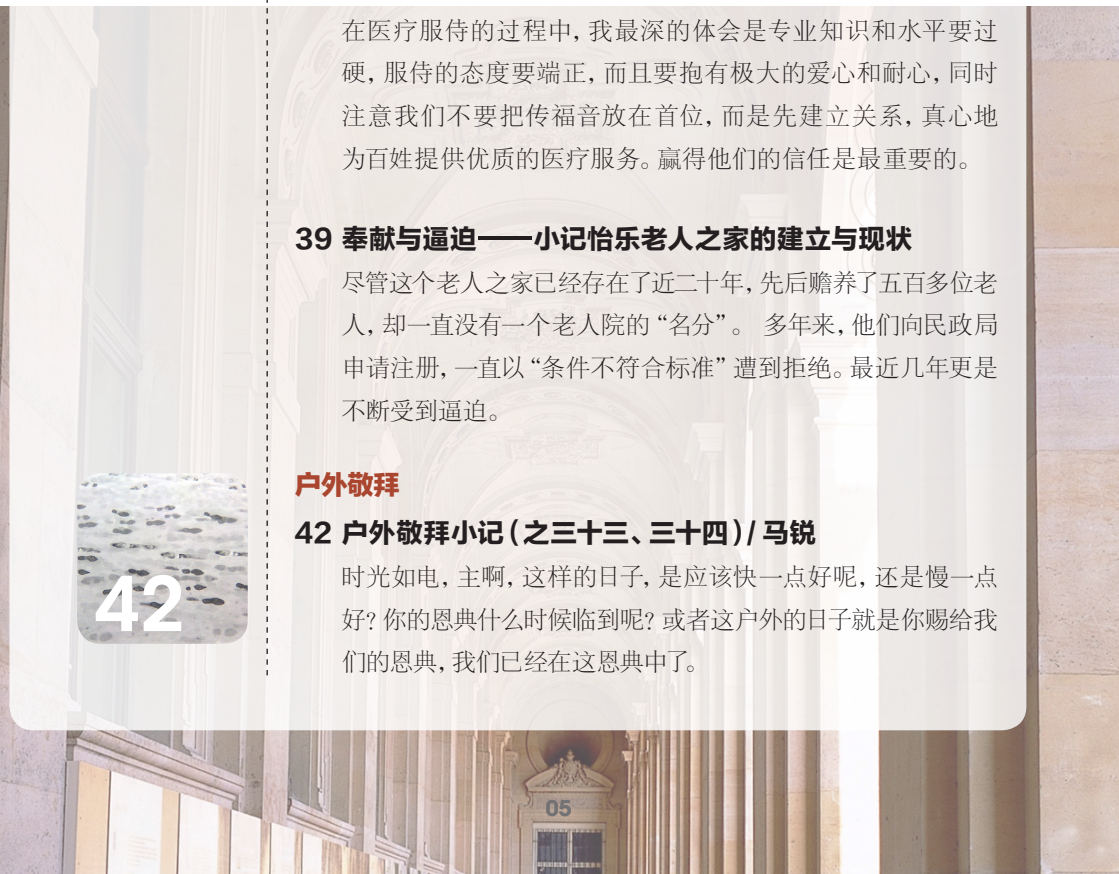 在医疗服侍的过程中，我最深的体会是专业知识和水平要过
硬，服侍的态度要端正，而且要抱有极大的爱心和耐心，同时
注意我们不要把传福音放在首位，而是先建立关系，真心地
为百姓提供优质的医疗服务。赢得他们的信任是最重要的。
39 奉献与逼迫——小记怡乐老人之家的建立与现状
尽管这个老人之家已经存在了近二十年，先后赡养了五百多位老
人，却一直没有一个老人院的“名分”。 多年来，他们向民政局
申请注册，一直以“条件不符合标准”遭到拒绝。最近几年更是
不断受到逼迫。
户外敬拜
42 户外敬拜小记（之三十三、三十四）/ 马锐
时光如电，主啊，这样的日子，是应该快一点好呢，还是慢一点
好？你的恩典什么时候临到呢？或者这户外的日子就是你赐给我
们的恩典，我们已经在这恩典中了。
42
05